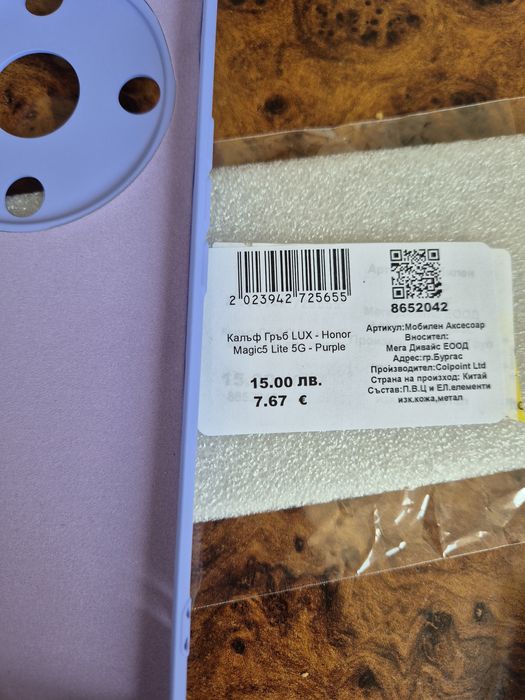 2 023942 725655
Калъф Гръб LUX - Honor
Magic5 Lite 5G - Purple
15.00 ЛВ.
7.67 €
8652042
Артикул:Мобилен Аксесоар
Вносител:
Мега Дивайс ЕООД
Адрес:гр.Бургас
Производител:Colpoint Ltd
Страна на произход: Китай
Състав:П.В.Ц и ЕЛ.елементи
изк.кожа,метал